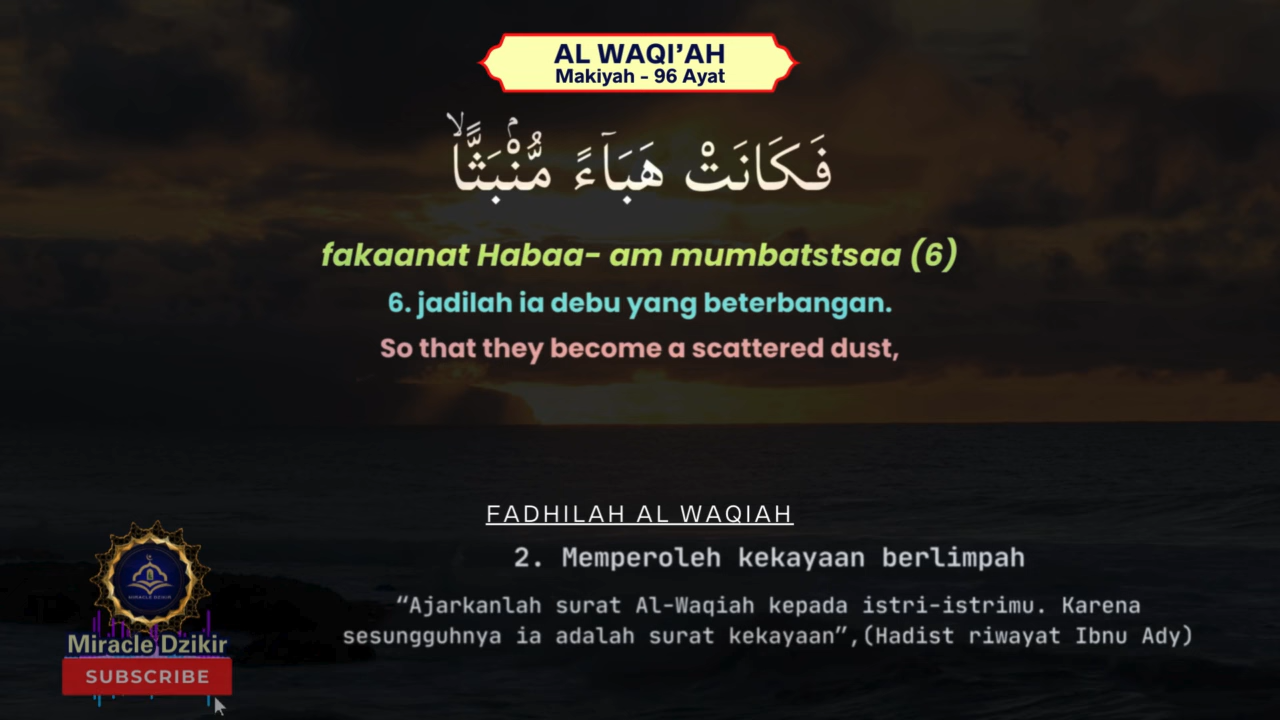 AL WAQI’AH
Makiyah - 96 Ayat
فَكَانَتْ هَبَاۤءً مُّنْۢبَثًّاۙ
fakaanat Habaa- am mumbatstsaa (6)
6. jadilah ia debu yang beterbangan.
So that they become a scattered dust,
FADHILAH AL WAQIAH
2. Memperoleh kekayaan berlimpah
“Ajarkanlah surat Al-Waqiah kepada istri-istrimu. Karena
sesungguhnya ia adalah surat kekayaan”,(Hadist riwayat Ibnu Ady)
MIRACLE DZIKIR
Miracle Dzikir
SUBSCRIBE